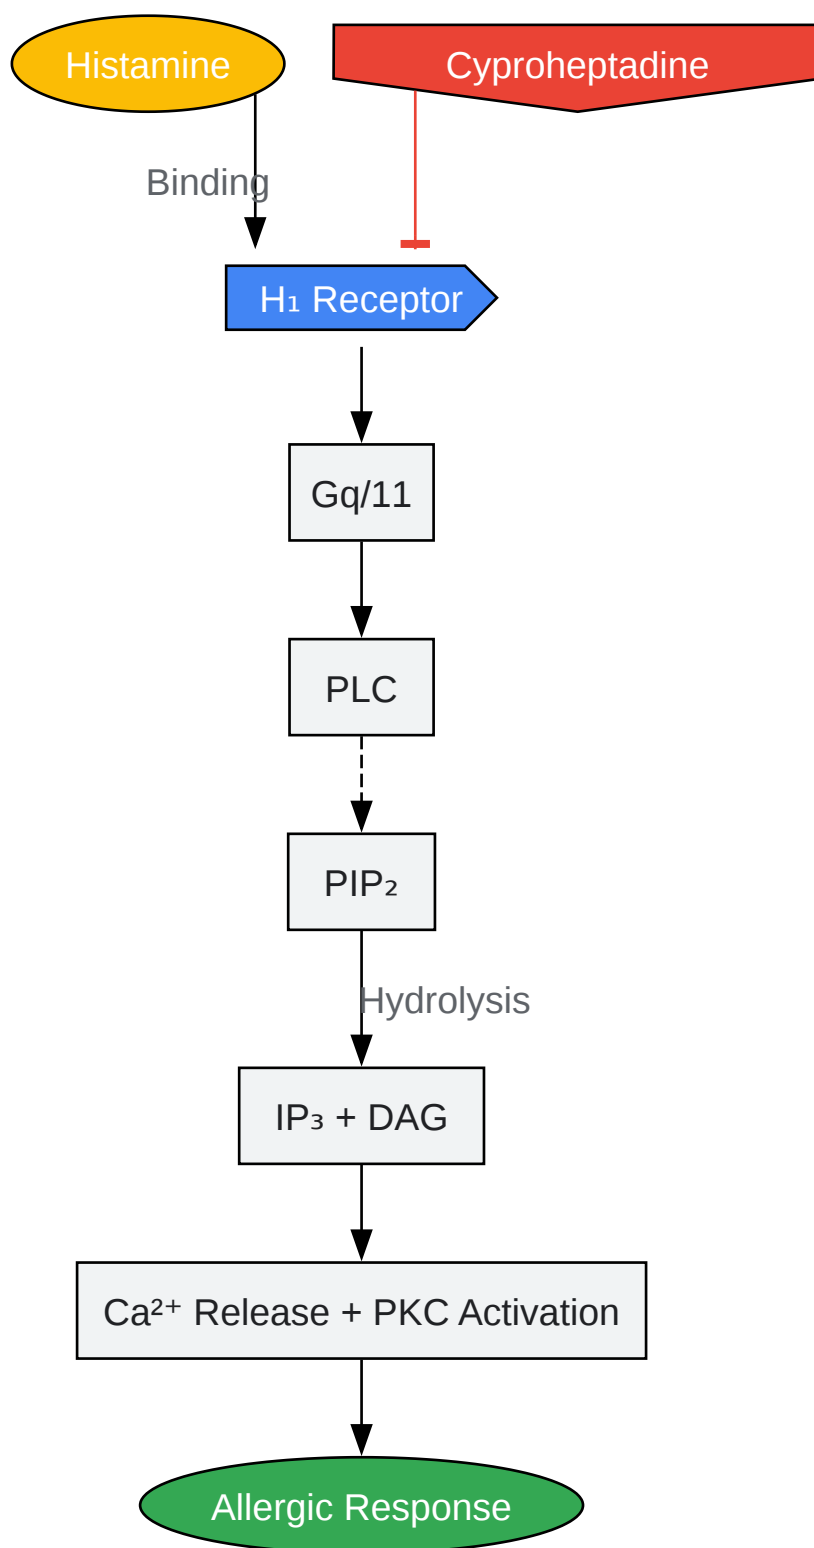 Histamine
Cyproheptadine
Binding
H₁ Receptor
Gq/11
PLC
PIP₂
Hydrolysis
IP₃ + DAG
Ca²⁺ Release + PKC Activation
Allergic Response